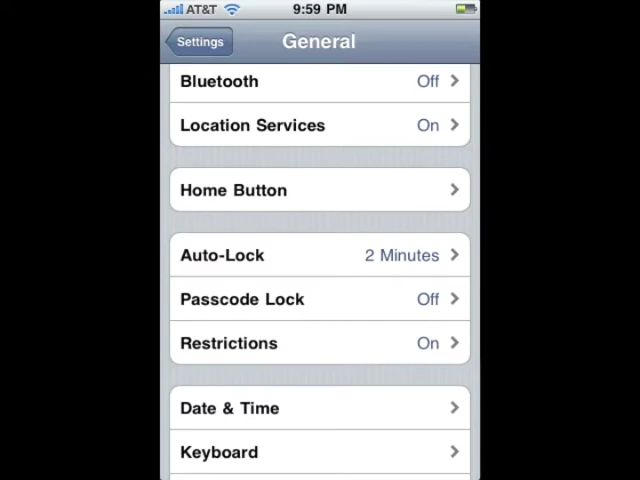 AT&T 9:59 PM
Settings General
Bluetooth Off
Location Services On
Home Button
Auto-Lock 2 Minutes
Passcode Lock Off
Restrictions On
Date & Time
Keyboard